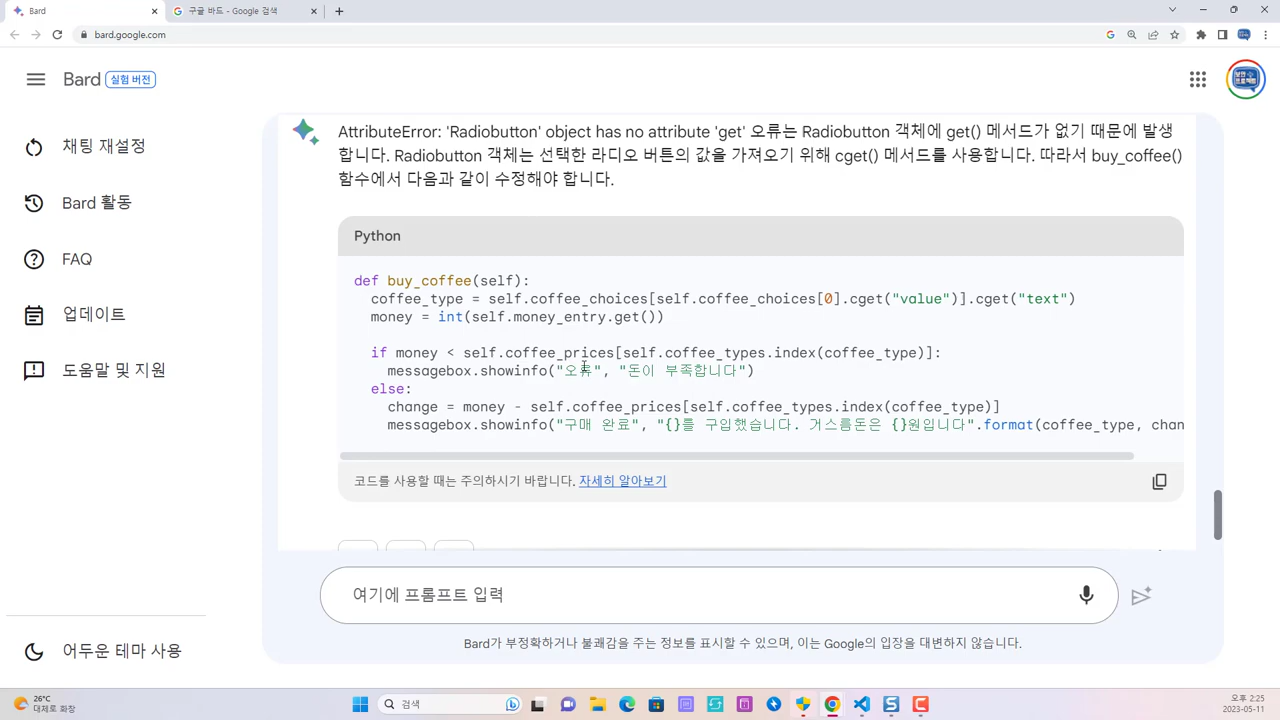 Bard
구글 바드 - Google 검색
bard.google.com
Bard 실험 버전
채팅 재설정
Bard 활동
FAQ
업데이트
도움말 및 지원
어두운 테마 사용
AttributeError: 'Radiobutton' object has no attribute 'get' 오류는 Radiobutton 객체에 get() 메서드가 없기 때문에 발생
합니다. Radiobutton 객체는 선택한 라디오 버튼의 값을 가져오기 위해 cget() 메서드를 사용합니다. 따라서 buy_coffee()
함수에서 다음과 같이 수정해야 합니다.
Python
def buy_coffee(self):
coffee_type = self.coffee_choices[self.coffee_choices[0].cget("value")].cget("text")
money = int(self.money_entry.get())
if money < self.coffee_prices[self.coffee_types.index(coffee_type)]:
messagebox.showinfo("오류", "돈이 부족합니다")
else:
change = money - self.coffee_prices[self.coffee_types.index(coffee_type)]
messagebox.showinfo("구매 완료", "{}를 구입했습니다. 거스름돈은 {}원입니다".format(coffee_type, chan
코드를 사용할 때는 주의하시기 바랍니다. 자세히 알아보기
여기에 프롬프트 입력
Bard가 부정확하거나 불쾌감을 주는 정보를 표시할 수 있으며, 이는 Google의 입장을 대변하지 않습니다.
26°C
대체로 화창
검색
오후 2:25
2023-05-11